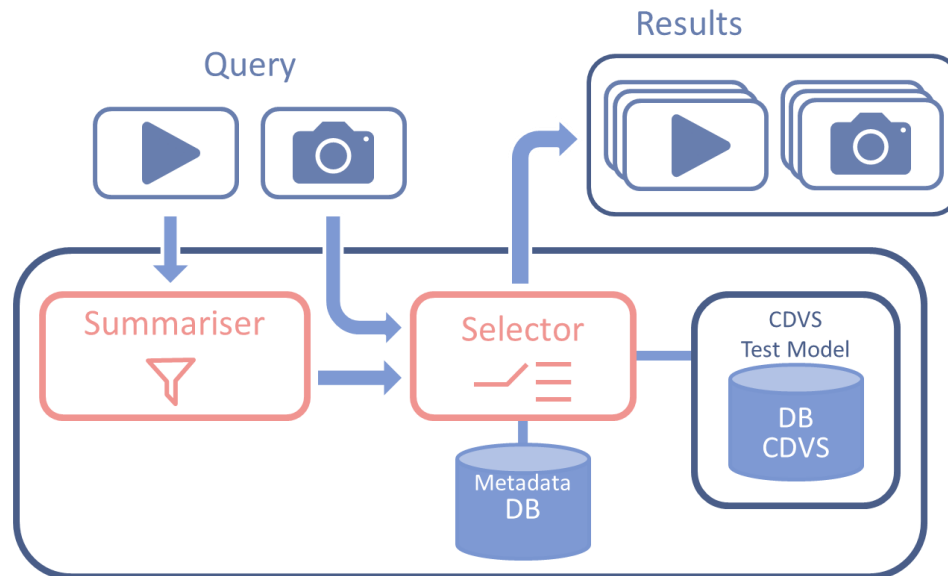 Results
Query
Summariser
Selector
CDVS
Test Model
DB
CDVS
Metadata
DB